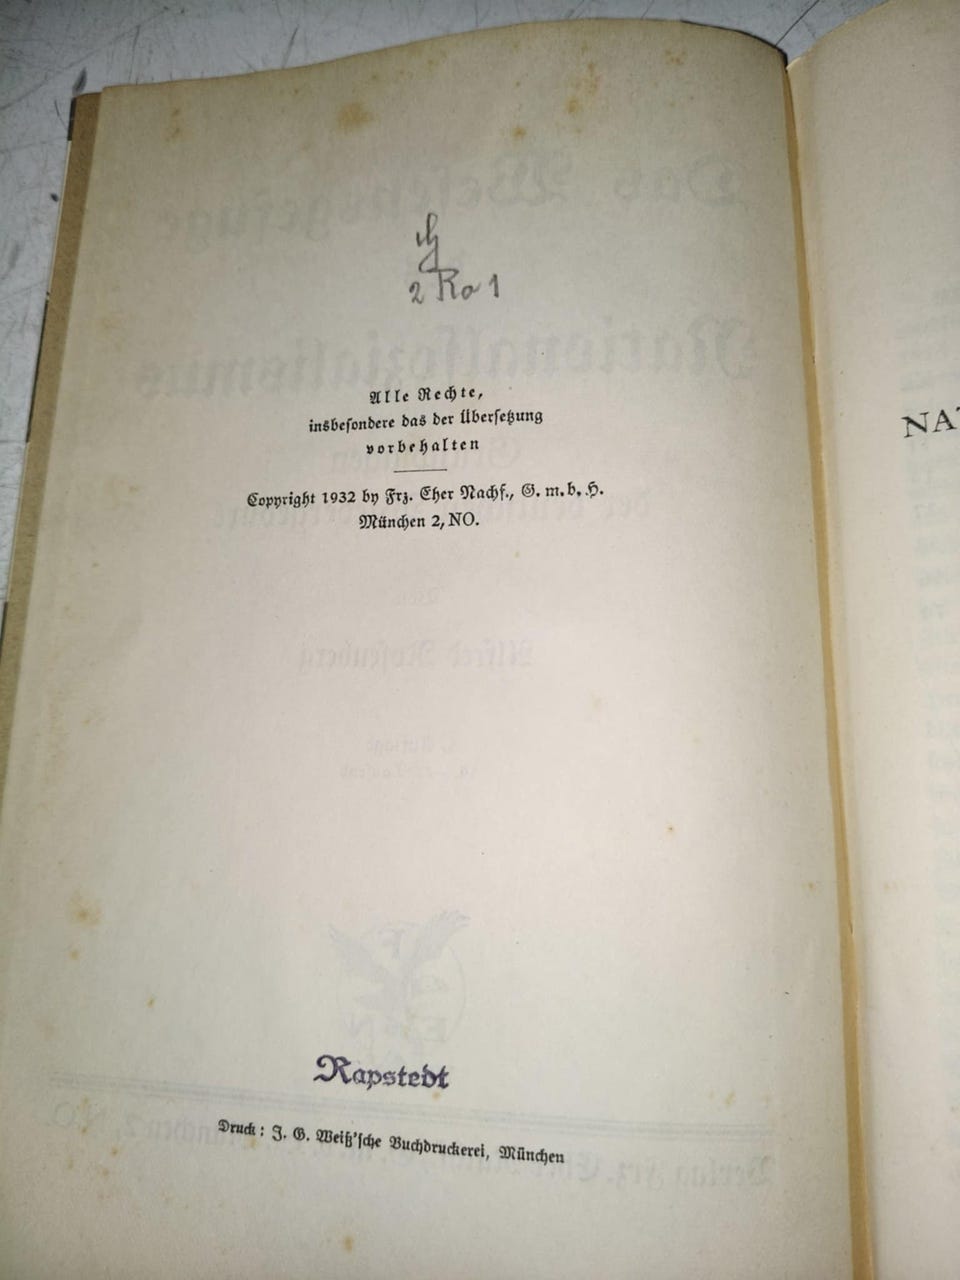 2 Ro 1
Alle Rechte,
insbesondere das der Übersetzung
vorbehalten
Copyright 1932 by Frz. Eher Nachf., G. m. b. H.
München 2, NO.
Rapstedt
Druck: J. G. Weiß'sche Buchdruckerei, München
NAT